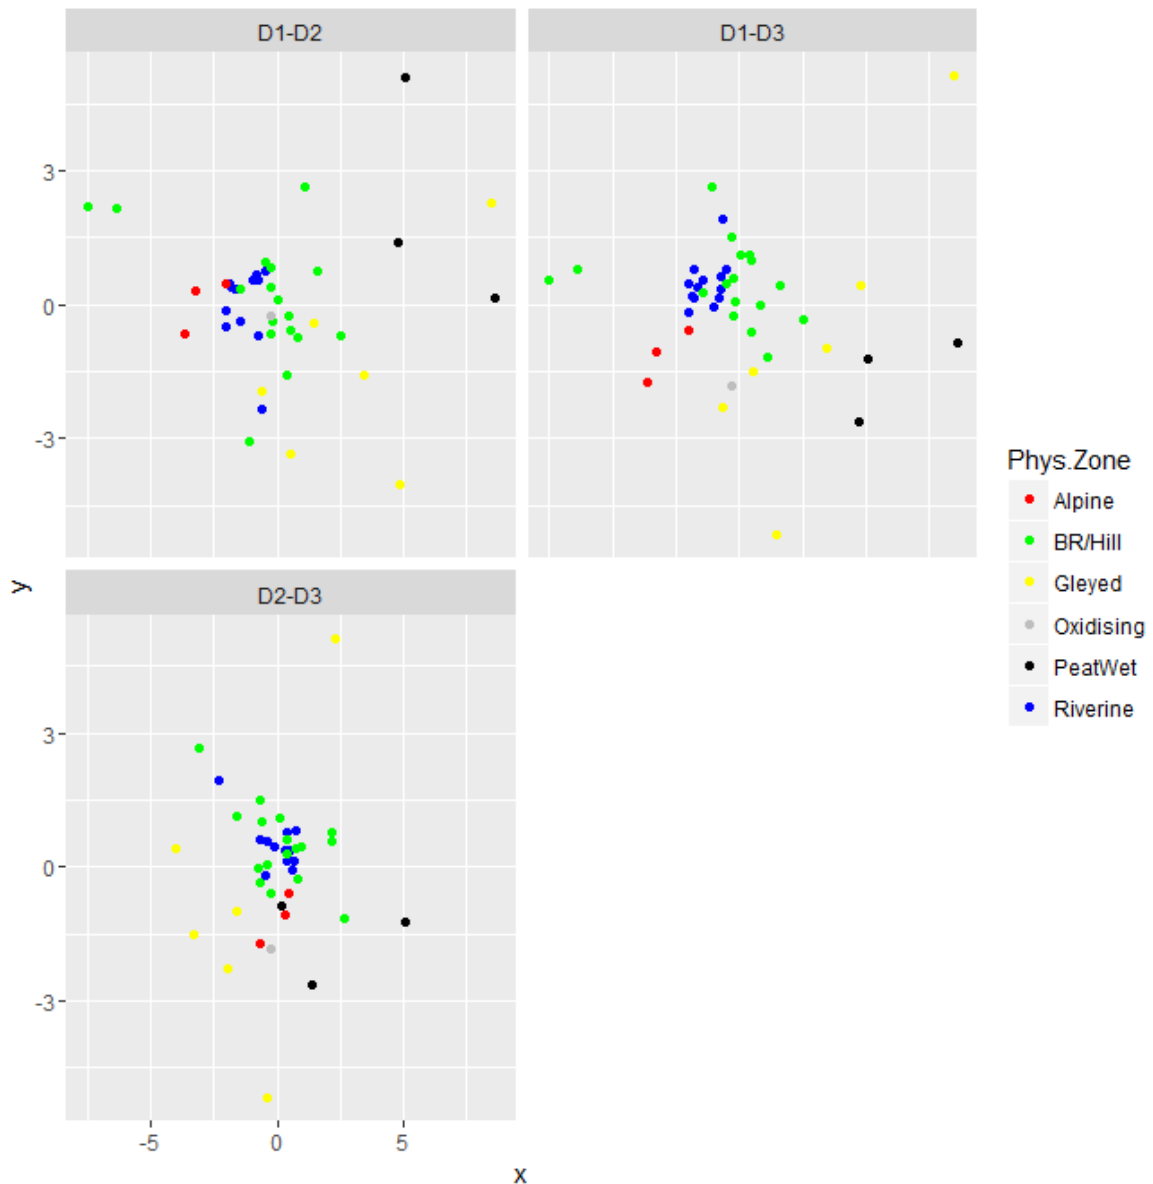 D1-D2
D1-D3
3
0
-3
Phys.Zone
Alpine
BR/Hill
Gleyed
Oxidising
PeatWet
Riverine
y
D2-D3
3
0
-3
-5 0 5
x